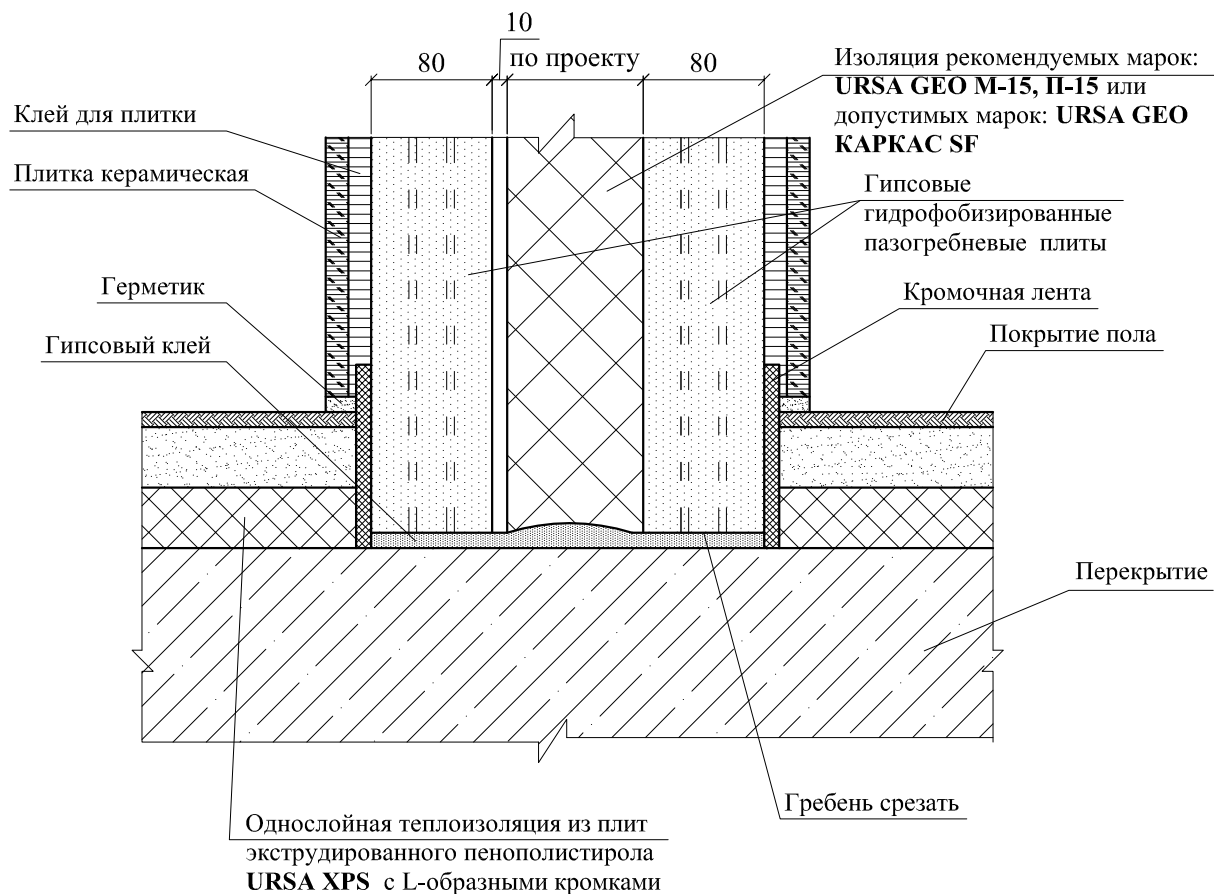 10
80
по проекту
80
Изоляция рекомендуемых марок:
URSA GEO М-15, П-15 или
допустимых марок: URSA GEO
КАРКАС SF
Клей для плитки
Плитка керамическая
Гипсовые
гидрофобизированные
пазогребневые плиты
Герметик
Кромочная лента
Гипсовый клей
Покрытие пола
Перекрытие
Гребень срезать
Однослойная теплоизоляция из плит
экструдированного пенополистирола
URSA XPS с L-образными кромками